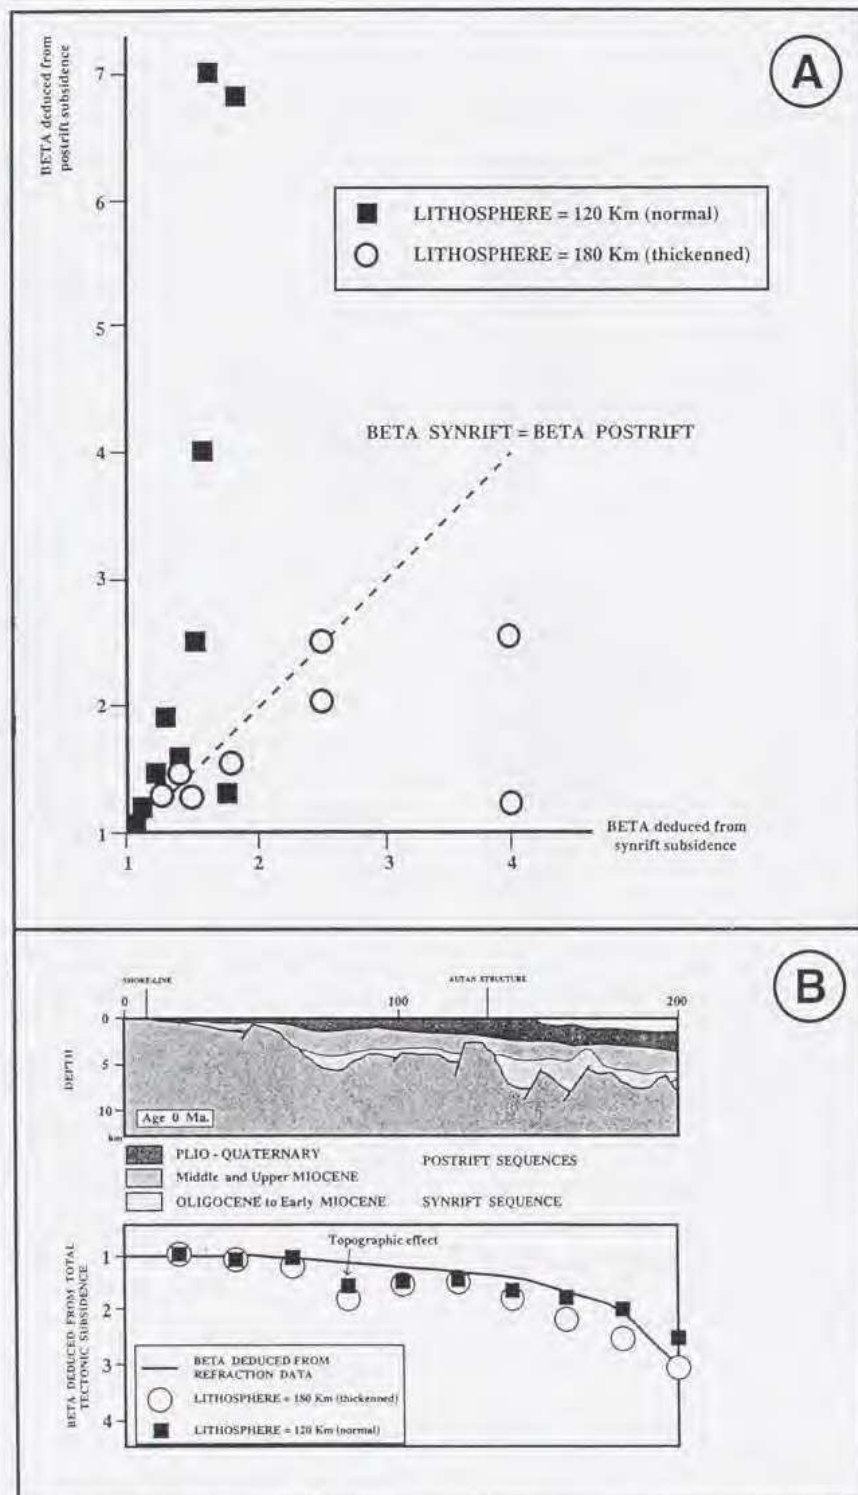 A
BETA deduced from
postrift subsidence
7
6
5
4
3
2
1
LITHOSPHERE = 120 Km (normal)
LITHOSPHERE = 180 Km (thickenned)
BETA SYNRIFT = BETA POSTRIFT
BETA deduced from
synrift subsidence
1 2 3 4
B
SHORE-LINE AUTAN STRUCTURE
0 100 200
DEPTH
0
5
10
km
Age 0 Ma.
PLIO - QUATERNARY POSTRIFT SEQUENCES
Middle and Upper MIOCENE
OLIGOCENE to Early MIOCENE SYNRIFT SEQUENCE
BETA DEDUCED FROM TOTAL
TECTONIC SUBSIDENCE
Topographic effect
1
2
3
4
BETA DEDUCED FROM
REFRACTION DATA
LITHOSPHERE = 180 Km (thickenned)
LITHOSPHERE = 120 Km (normal)